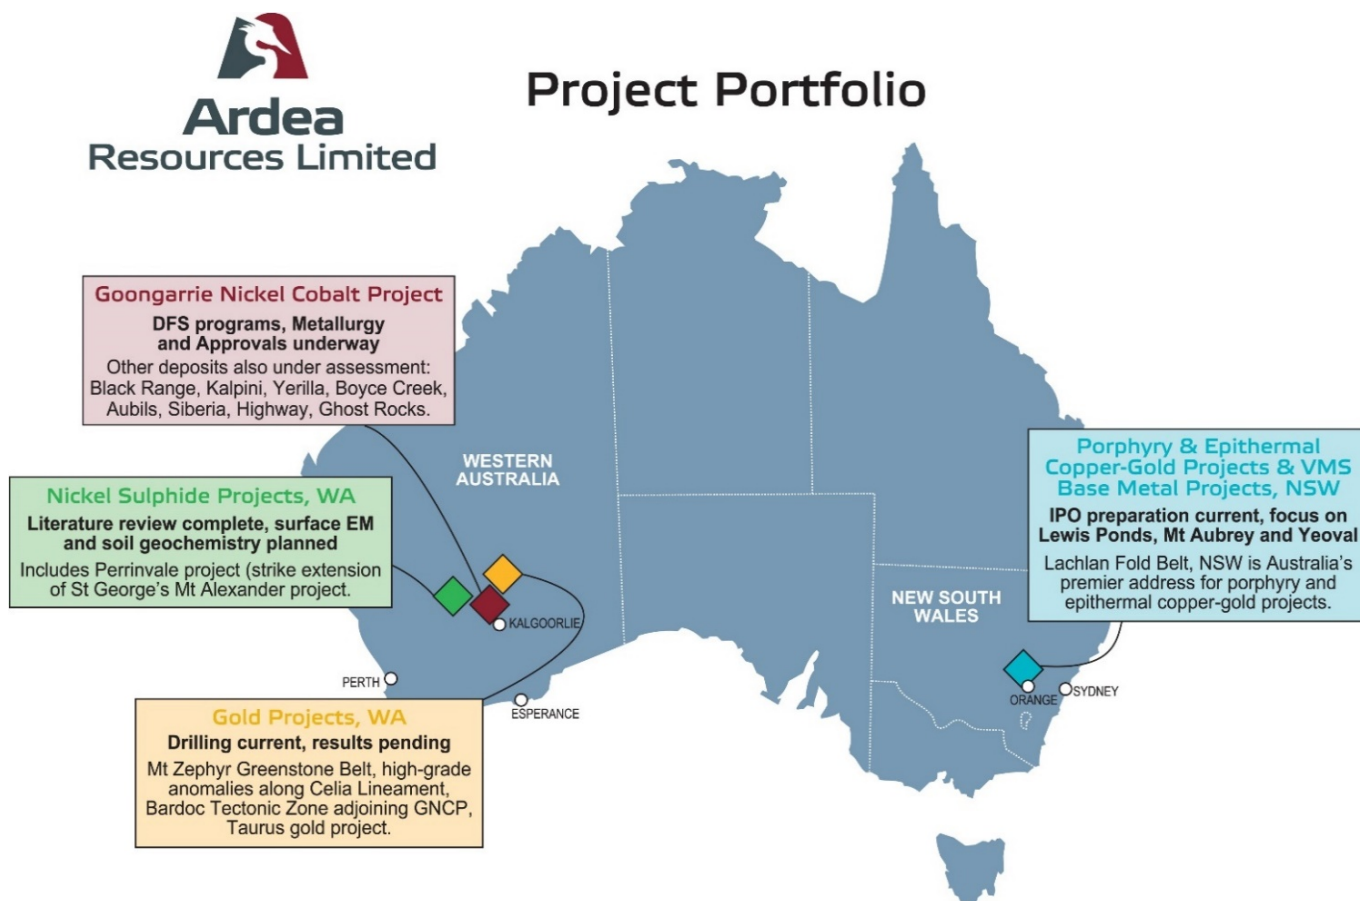 Ardea
Resources Limited
Project Portfolio
Goongarrie Nickel Cobalt Project
DFS programs, Metallurgy
and Approvals underway
Other deposits also under assessment:
Black Range, Kalpini, Yerilla, Boyce Creek,
Aubils, Siberia, Highway, Ghost Rocks.
WESTERN
AUSTRALIA
Nickel Sulphide Projects, WA
Literature review complete, surface EM
and soil geochemistry planned
Includes Perrinvale project (strike extension
of St George's Mt Alexander project.
Porphyry & Epithermal
Copper-Gold Projects & VMS
Base Metal Projects, NSW
IPO preparation current, focus on
Lewis Ponds, Mt Aubrey and Yeoval
Lachlan Fold Belt, NSW is Australia's
premier address for porphyry and
epithermal copper-gold projects.
NEW SOUTH
WALES
KALGOORLIE
PERTH
ESPERANCE
ORANGE
SYDNEY
Gold Projects, WA
Drilling current, results pending
Mt Zephyr Greenstone Belt, high-grade
anomalies along Celia Lineament,
Bardoc Tectonic Zone adjoining GNCP,
Taurus gold project.